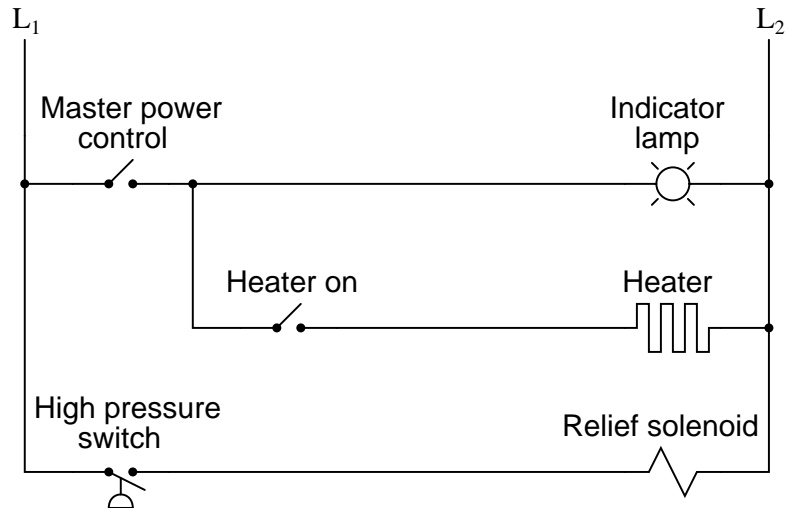 L₁
L₂
Master power
control
Indicator
lamp
Heater on
Heater
High pressure
switch
Relief solenoid